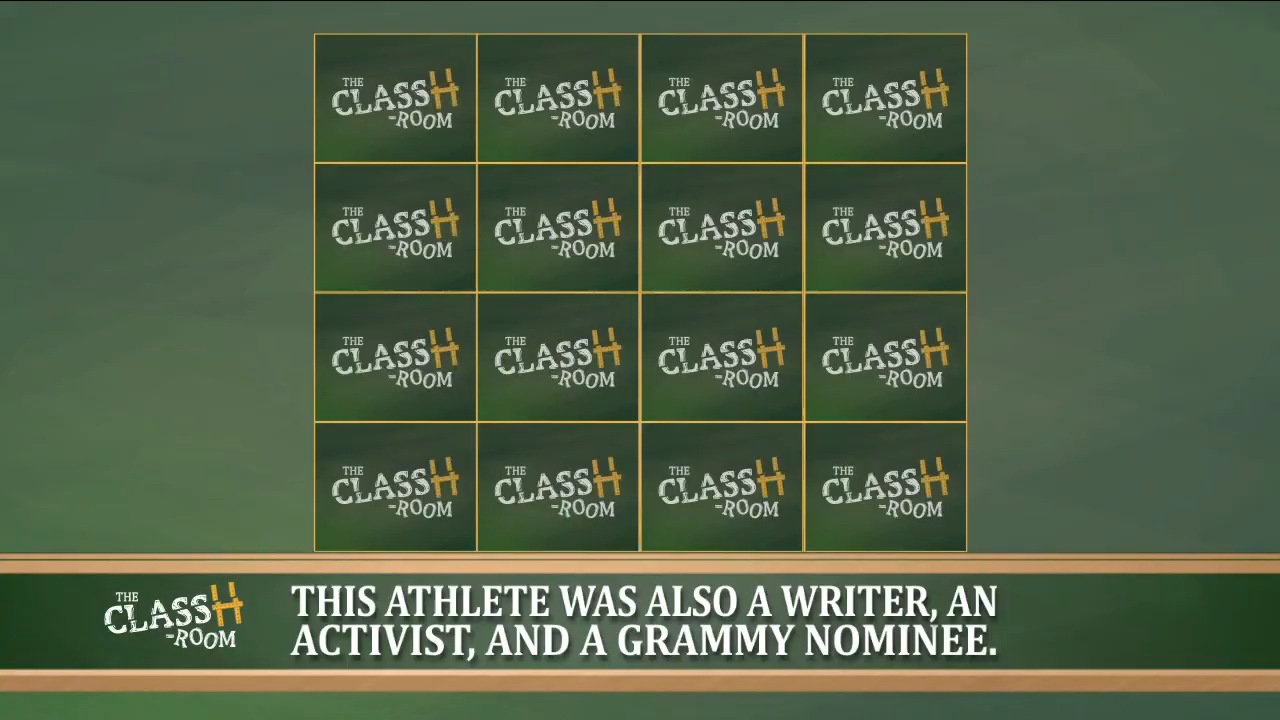 THE CLASSH -ROOM THE CLASSH -ROOM THE CLASSH -ROOM THE CLASSH -ROOM
THE CLASSH -ROOM THE CLASSH -ROOM THE CLASSH -ROOM THE CLASSH -ROOM
THE CLASSH -ROOM THE CLASSH -ROOM THE CLASSH -ROOM THE CLASSH -ROOM
THE CLASSH -ROOM THE CLASSH -ROOM THE CLASSH -ROOM THE CLASSH -ROOM
THE CLASSH -ROOM
THIS ATHLETE WAS ALSO A WRITER, AN
ACTIVIST, AND A GRAMMY NOMINEE.